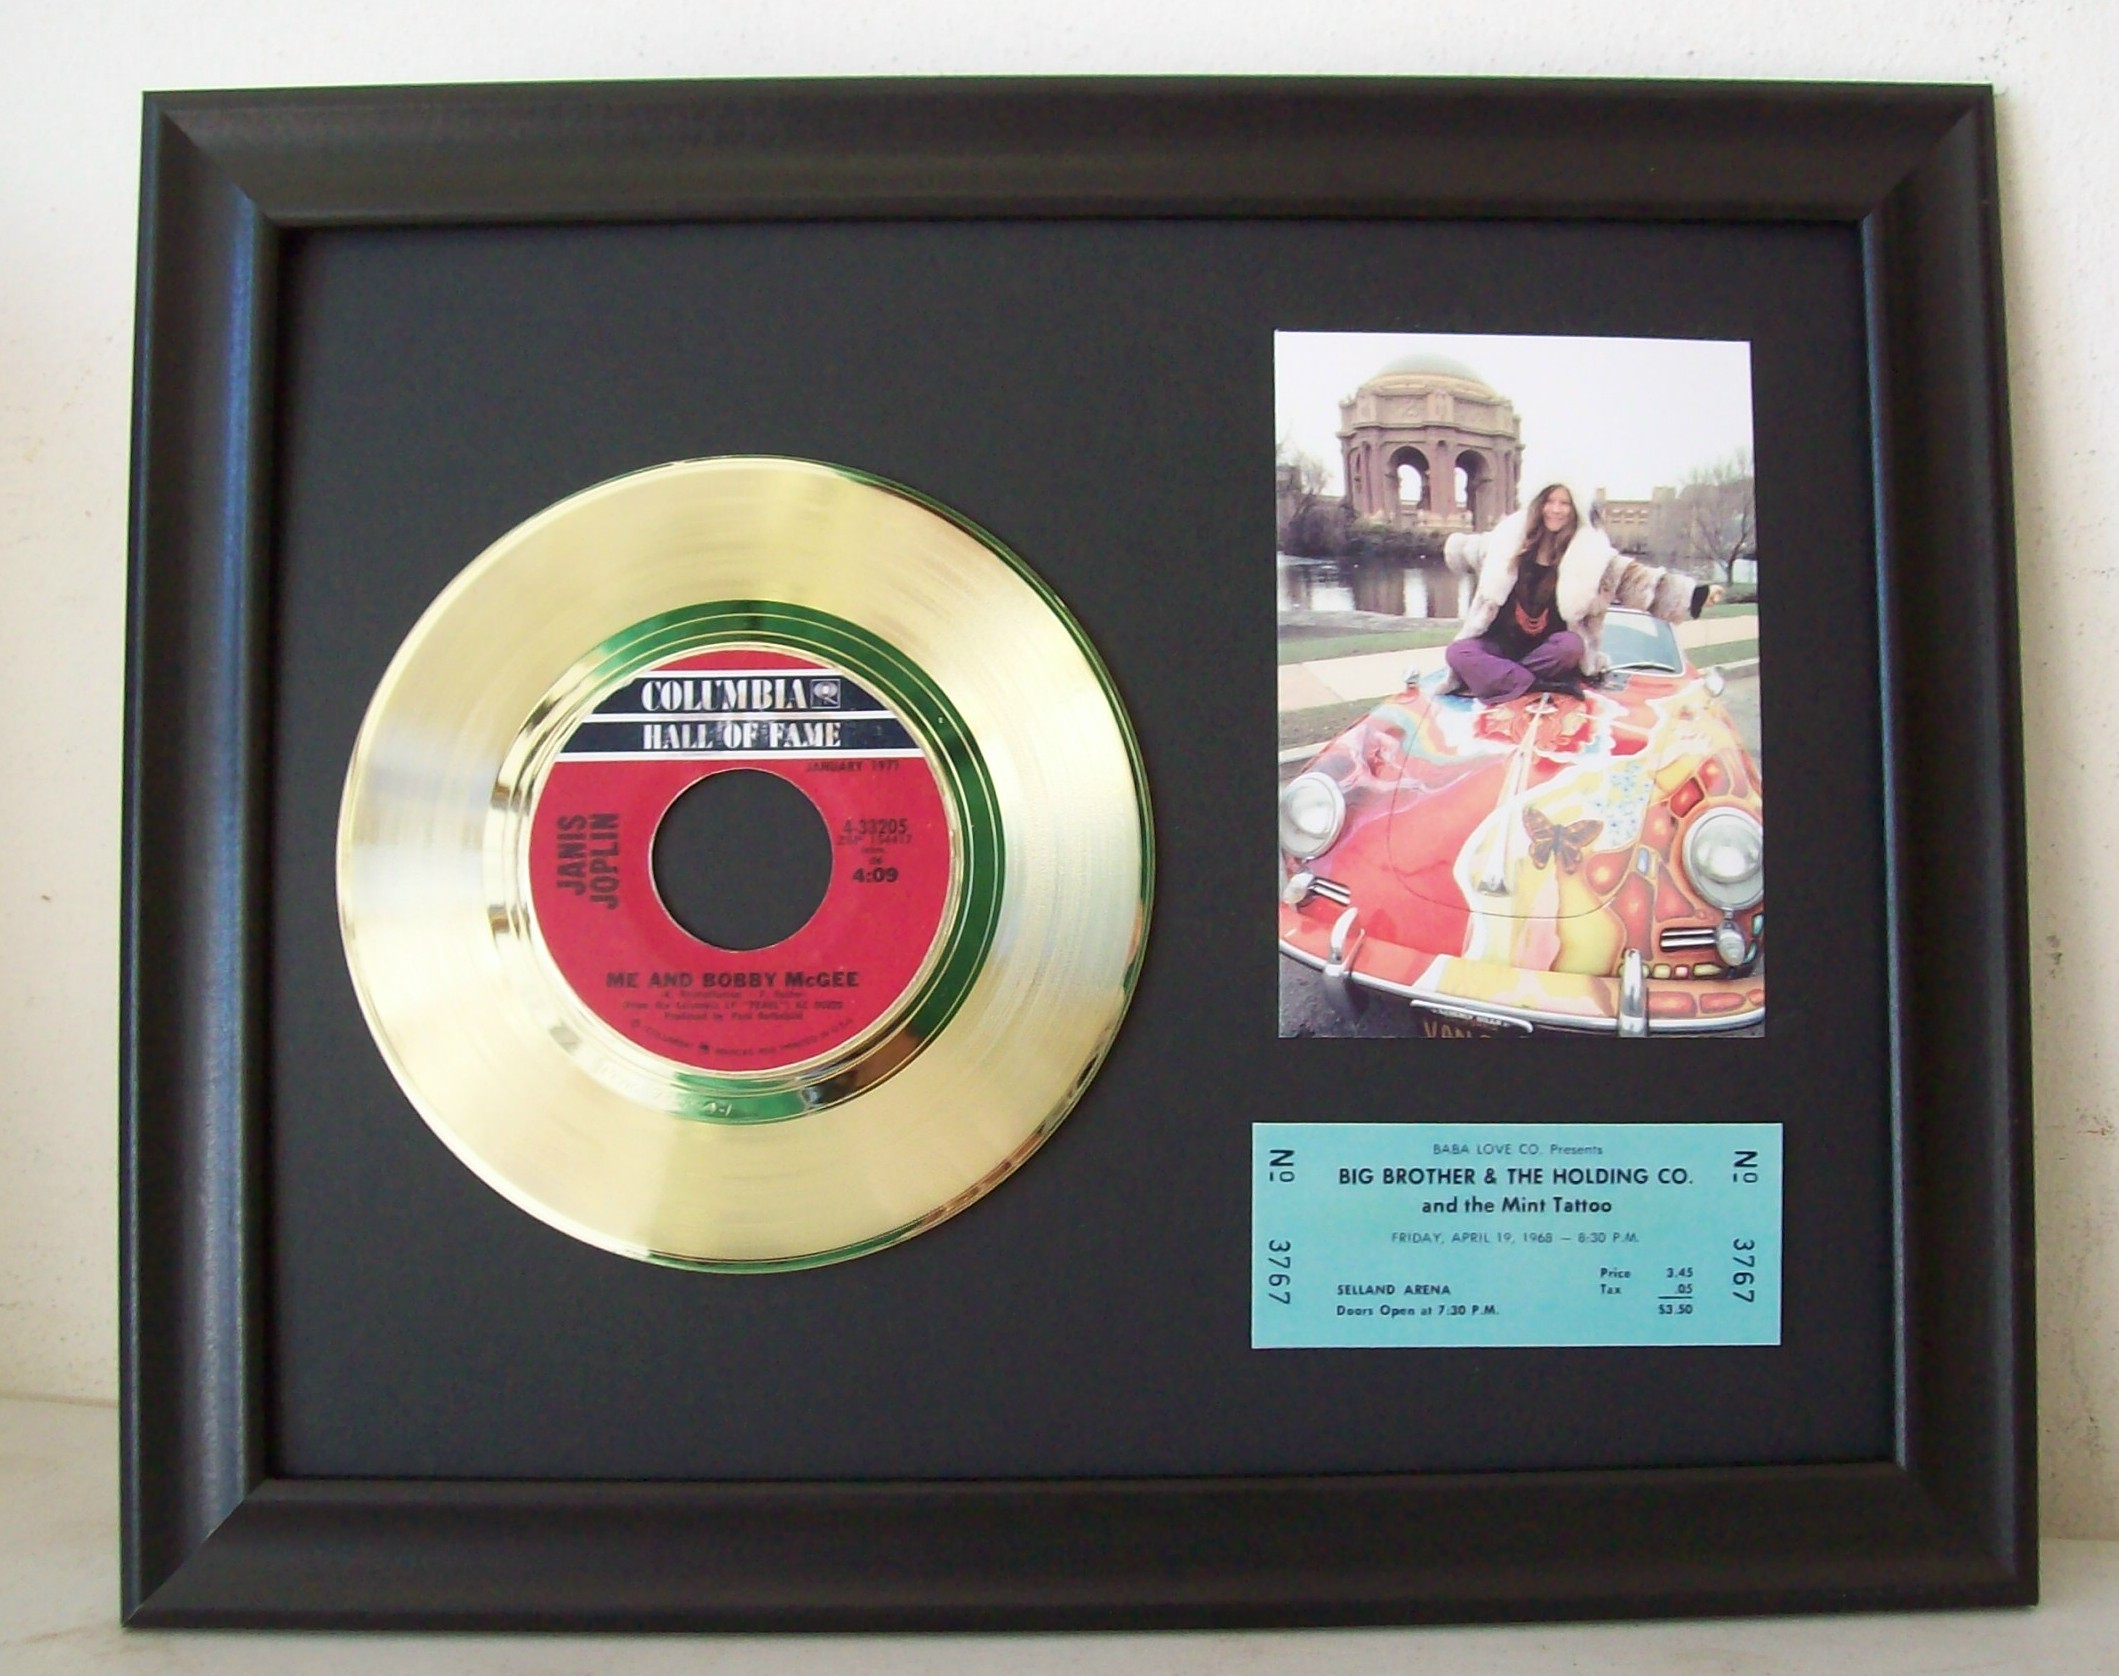 COLUMBIA
HALL OF FAME
JANUARY 1971
JANIS
JOPLIN
4-33205
4:09
ME AND BOBBY McGEE
BABA LOVE CO. Presents
BIG BROTHER & THE HOLDING CO.
and the Mint Tattoo
FRIDAY, APRIL 19, 1968 — 8:30 P.M.
Price 3.45
SELLAND ARENA Tax .05
Doors Open at 7:30 P.M. $3.50
No 3767
No 3767